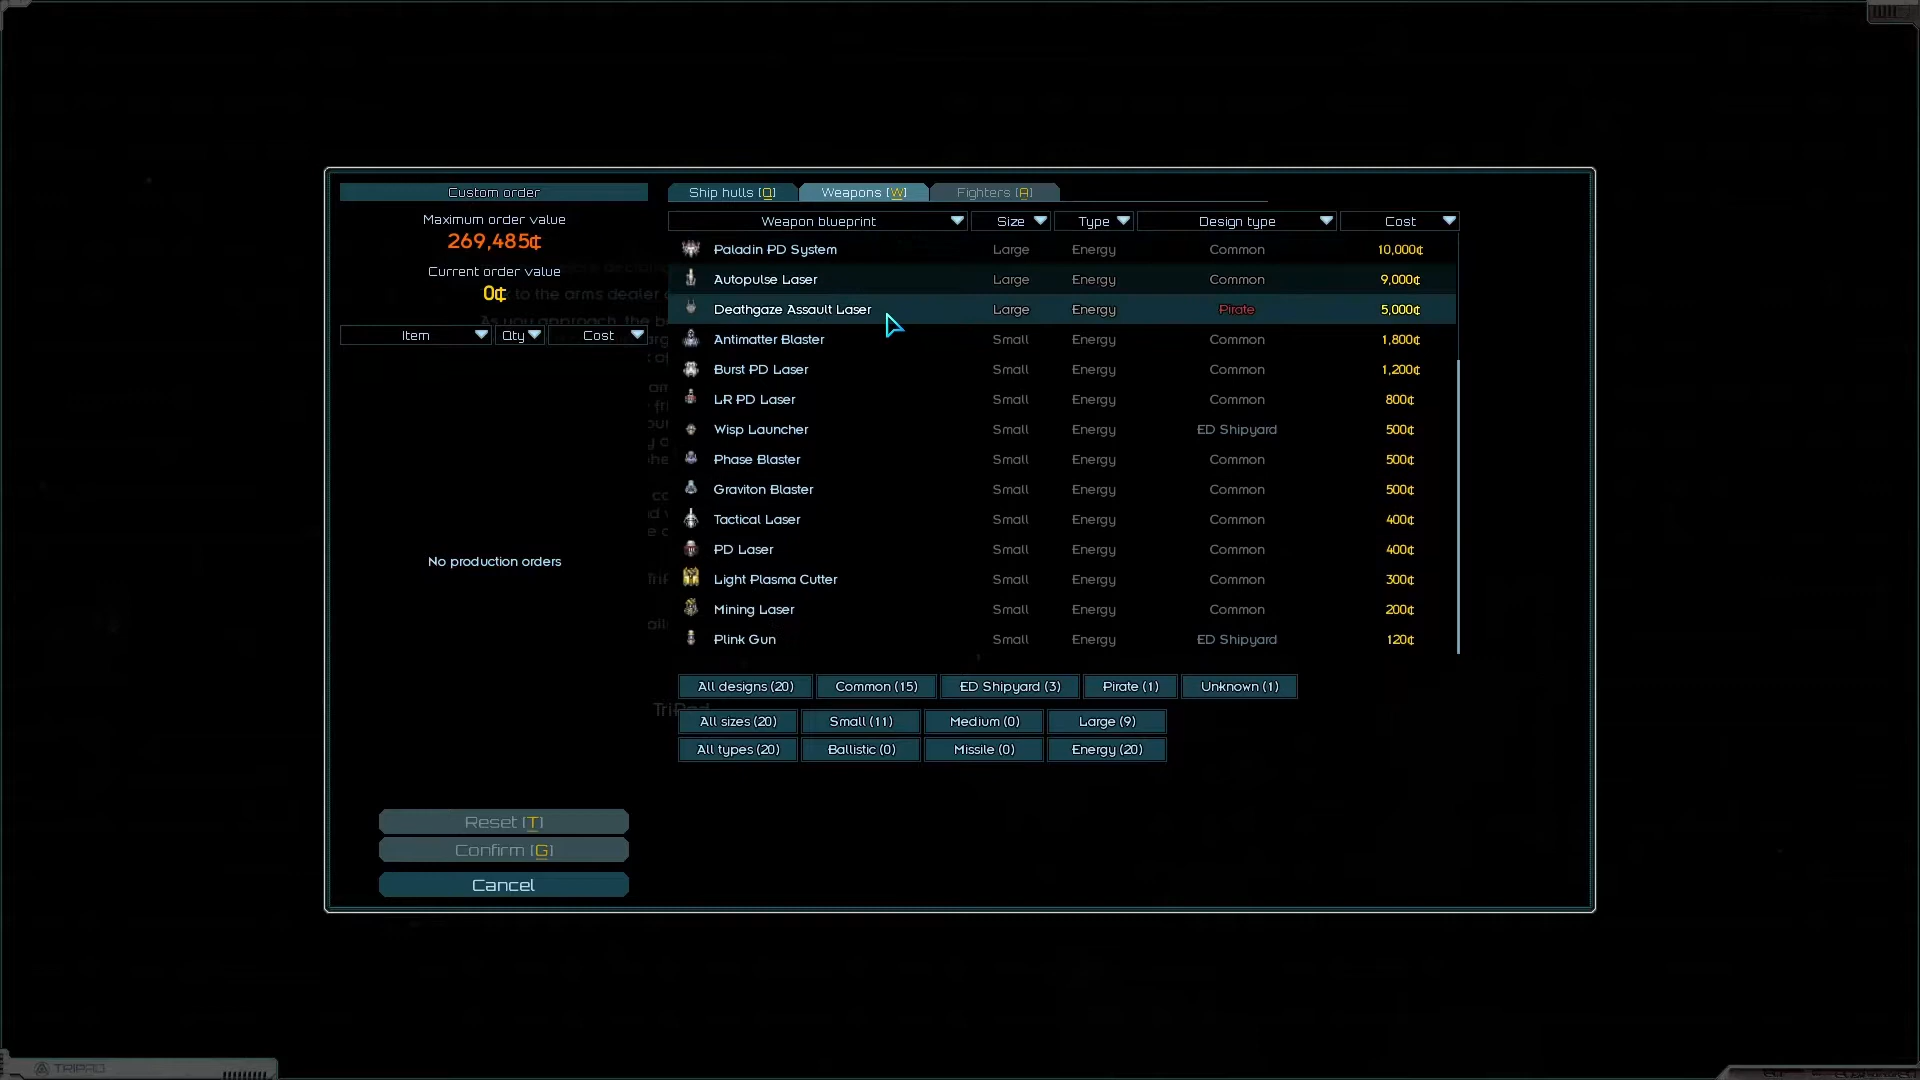 Custom order
Maximum order value
269,485¢
Current order value
0¢
Item Qty Cost
No production orders
Reset [T]
Confirm [G]
Cancel
Ship hulls [Q] Weapons [W] Fighters [A]
Weapon blueprint Size Type Design type Cost
Paladin PD System Large Energy Common 10,000¢
Autopulse Laser Large Energy Common 9,000¢
Deathgaze Assault Laser Large Energy Pirate 5,000¢
Antimatter Blaster Small Energy Common 1,800¢
Burst PD Laser Small Energy Common 1,200¢
LR PD Laser Small Energy Common 800¢
Wisp Launcher Small Energy ED Shipyard 500¢
Phase Blaster Small Energy Common 500¢
Graviton Blaster Small Energy Common 500¢
Tactical Laser Small Energy Common 400¢
PD Laser Small Energy Common 400¢
Light Plasma Cutter Small Energy Common 300¢
Mining Laser Small Energy Common 200¢
Plink Gun Small Energy ED Shipyard 120¢
All designs (20) Common (15) ED Shipyard (3) Pirate (1) Unknown (1)
All sizes (20) Small (11) Medium (0) Large (9)
All types (20) Ballistic (0) Missile (0) Energy (20)
TRIPAD